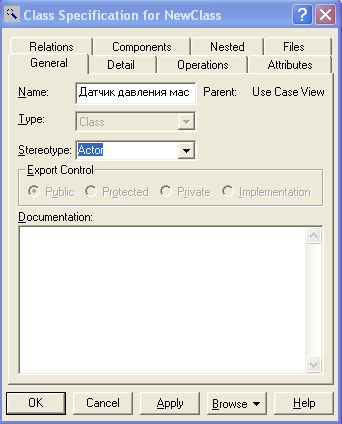 Class Specification for NewClass
Relations Components Nested Files
General Detail Operations Attributes
Name: Датчик давления мас Parent: Use Case View
Type: Class
Stereotype: Actor
Export Control
Public Protected Private Implementation
Documentation:
OK Cancel Apply Browse Help